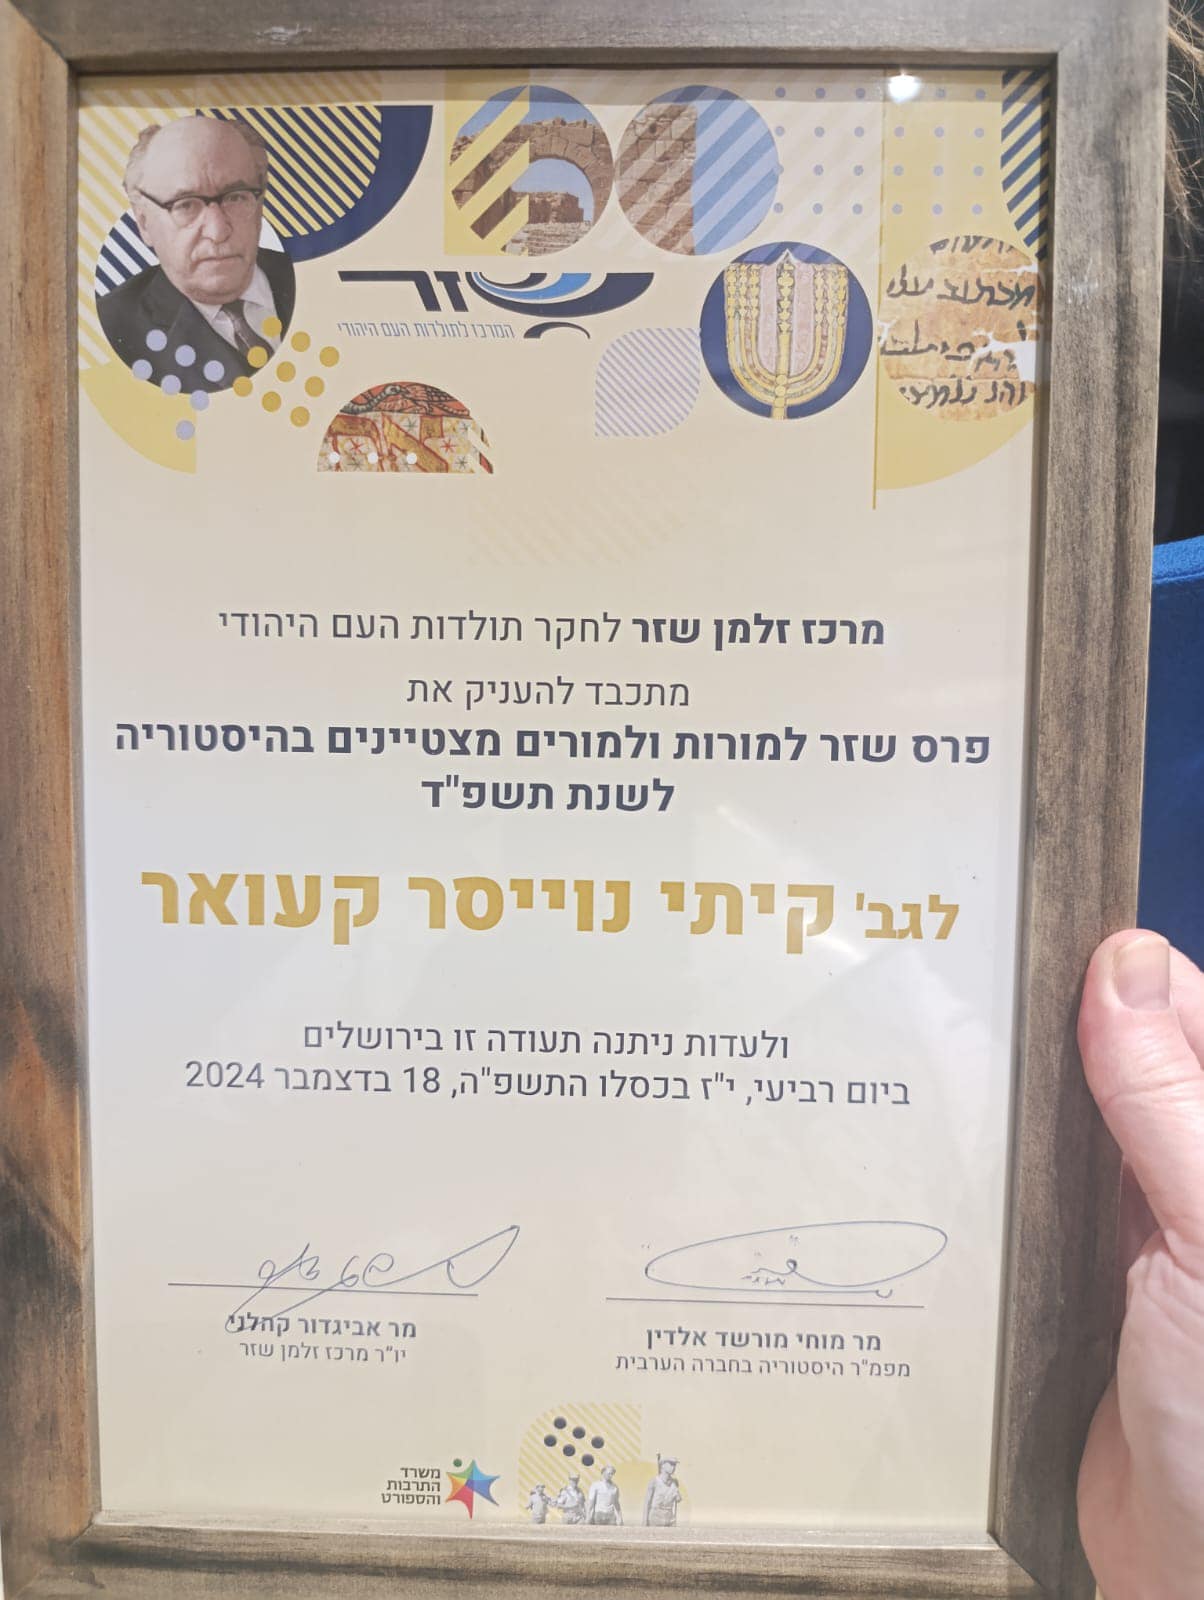 שזר
המרכז לתולדות העם היהודי
מרכז זלמן שזר לחקר תולדות העם היהודי
מתכבד להעניק את
פרס שזר למורות ולמורים מצטיינים בהיסטוריה
לשנת תשפ"ד
לגב' קיתי נוייסר קעואר
ולעדות ניתנה תעודה זו בירושלים
ביום רביעי, י"ז בכסלו התשפ"ה, 18 בדצמבר 2024
מר מוחי מורשד אלדין
מפמ"ר היסטוריה בחברה הערבית
מר אביגדור קהלני
יו"ר מרכז זלמן שזר
משרד
התרבות
והספורט